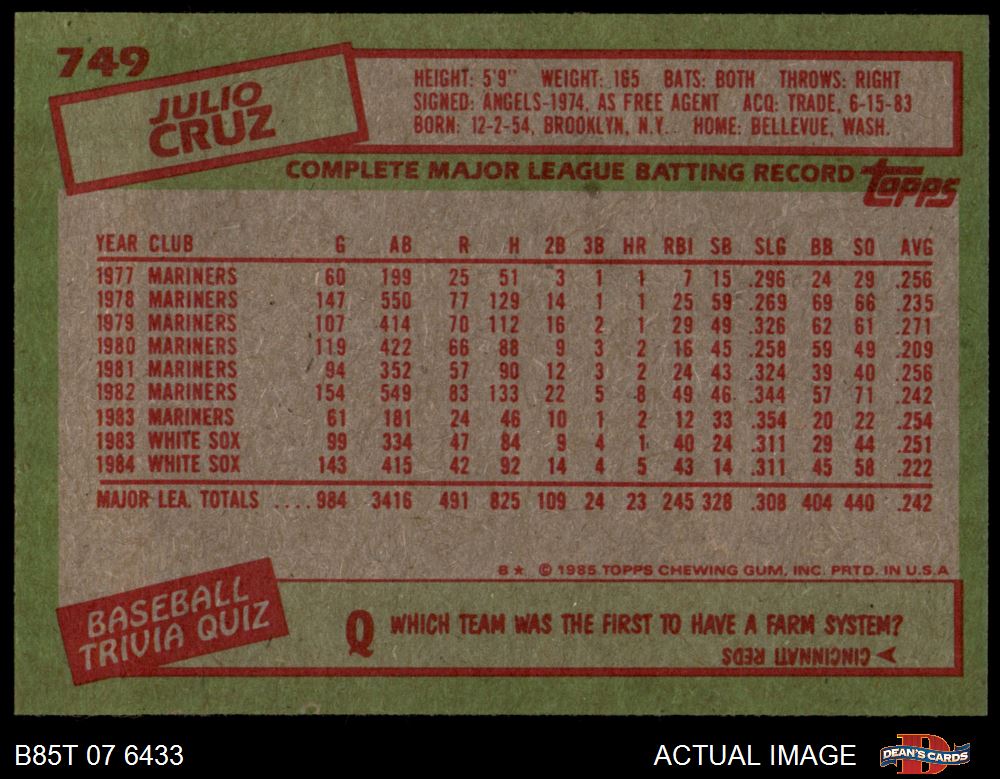 749
JULIO
CRUZ
HEIGHT: 5'9" WEIGHT: 165 BATS: BOTH THROWS: RIGHT
SIGNED: ANGELS-1974, AS FREE AGENT ACQ: TRADE, 6-15-83
BORN: 12-2-54, BROOKLYN, N.Y. HOME: BELLEVUE, WASH.
COMPLETE MAJOR LEAGUE BATTING RECORD topps
YEAR CLUB G AB R H 2B 3B HR RBI SB SLG BB SO AVG
1977 MARINERS 60 199 25 51 3 1 1 7 15 .296 24 29 .256
1978 MARINERS 147 550 77 129 14 1 1 25 59 .269 69 66 .235
1979 MARINERS 107 414 70 112 16 2 1 29 49 .326 62 61 .271
1980 MARINERS 119 422 66 88 9 3 2 16 45 .258 59 49 .209
1981 MARINERS 94 352 57 90 12 3 2 24 43 .324 39 40 .256
1982 MARINERS 154 549 83 133 22 5 8 49 46 .344 57 71 .242
1983 MARINERS 61 181 24 46 10 1 2 12 33 .354 20 22 .254
1983 WHITE SOX 99 334 47 84 9 4 1 40 24 .311 29 44 .251
1984 WHITE SOX 143 415 42 92 14 4 5 43 14 .311 45 58 .222
MAJOR LEA. TOTALS .... 984 3416 491 825 109 24 23 245 328 .308 404 440 .242
B★ © 1985 TOPPS CHEWING GUM, INC. PRTD. IN U.S.A
BASEBALL
TRIVIA QUIZ
Q WHICH TEAM WAS THE FIRST TO HAVE A FARM SYSTEM?
➤ CINCINNATI REDS
B85T 07 6433
ACTUAL IMAGE
D
DEAN'S CARDS